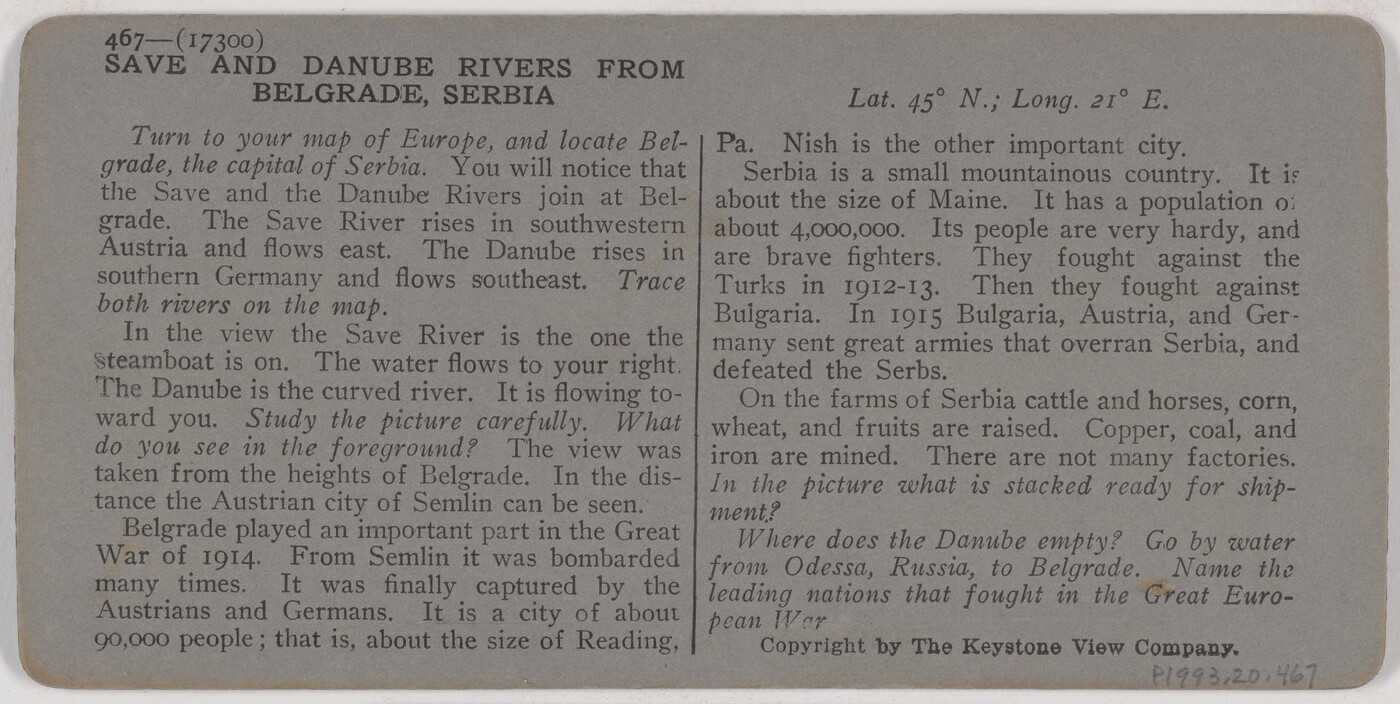 467—(17300)
SAVE AND DANUBE RIVERS FROM
BELGRADE, SERBIA
Lat. 45° N.; Long. 21° E.
Turn to your map of Europe, and locate Bel-
grade, the capital of Serbia. You will notice that
the Save and the Danube Rivers join at Bel-
grade. The Save River rises in southwestern
Austria and flows east. The Danube rises in
southern Germany and flows southeast. Trace
both rivers on the map.
In the view the Save River is the one the
steamboat is on. The water flows to your right.
The Danube is the curved river. It is flowing to-
ward you. Study the picture carefully. What
do you see in the foreground? The view was
taken from the heights of Belgrade. In the dis-
tance the Austrian city of Semlin can be seen.
Belgrade played an important part in the Great
War of 1914. From Semlin it was bombarded
many times. It was finally captured by the
Austrians and Germans. It is a city of about
90,000 people; that is, about the size of Reading,
Pa. Nish is the other important city.
Serbia is a small mountainous country. It is
about the size of Maine. It has a population of
about 4,000,000. Its people are very hardy, and
are brave fighters. They fought against the
Turks in 1912-13. Then they fought against
Bulgaria. In 1915 Bulgaria, Austria, and Ger-
many sent great armies that overran Serbia, and
defeated the Serbs.
On the farms of Serbia cattle and horses, corn,
wheat, and fruits are raised. Copper, coal, and
iron are mined. There are not many factories.
In the picture what is stacked ready for ship-
ment?
Where does the Danube empty? Go by water
from Odessa, Russia, to Belgrade. Name the
leading nations that fought in the Great Euro-
pean War
Copyright by The Keystone View Company.
P1993.20.467